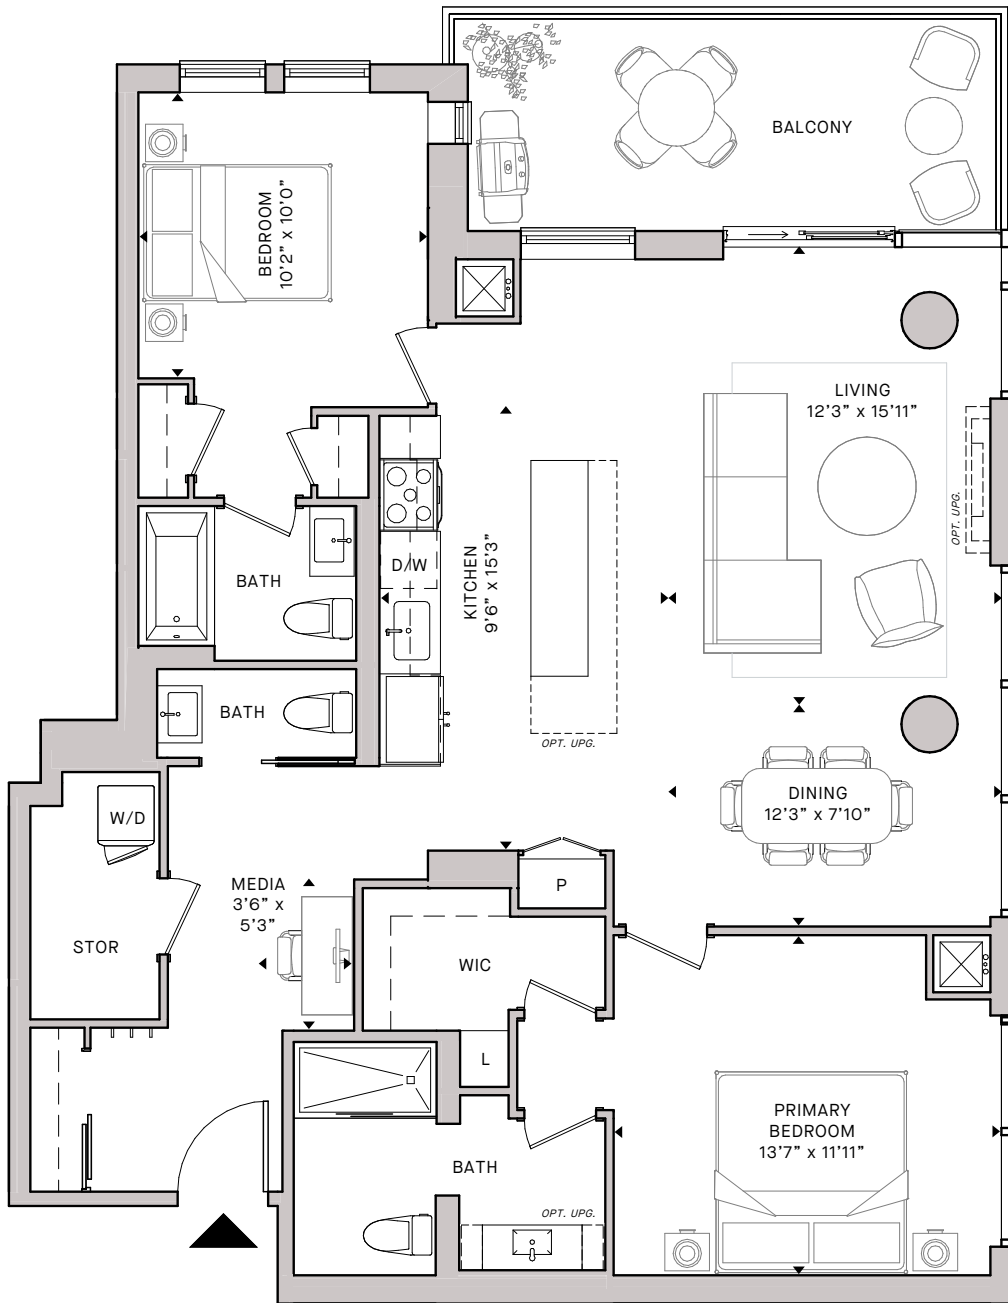 BALCONY
BEDROOM
10'2" x 10'0"
LIVING
12'3" x 15'11"
OPT. UPG.
D/W
KITCHEN
9'6" x 15'3"
BATH
BATH
OPT. UPG.
DINING
12'3" x 7'10"
W/D
MEDIA
3'6" x
5'3"
P
STOR
WIC
L
PRIMARY
BEDROOM
13'7" x 11'11"
BATH
OPT. UPG.